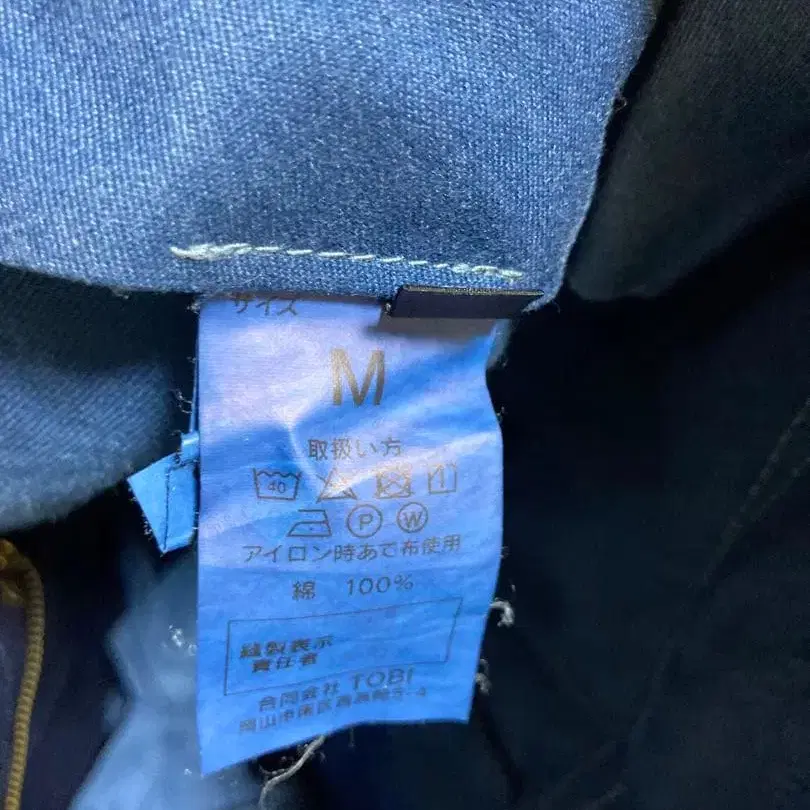 サイズ
M
取扱い方
40
P W
アイロン時あて布使用
綿 100%
縫製表示
責任者
合同会社 TOBI